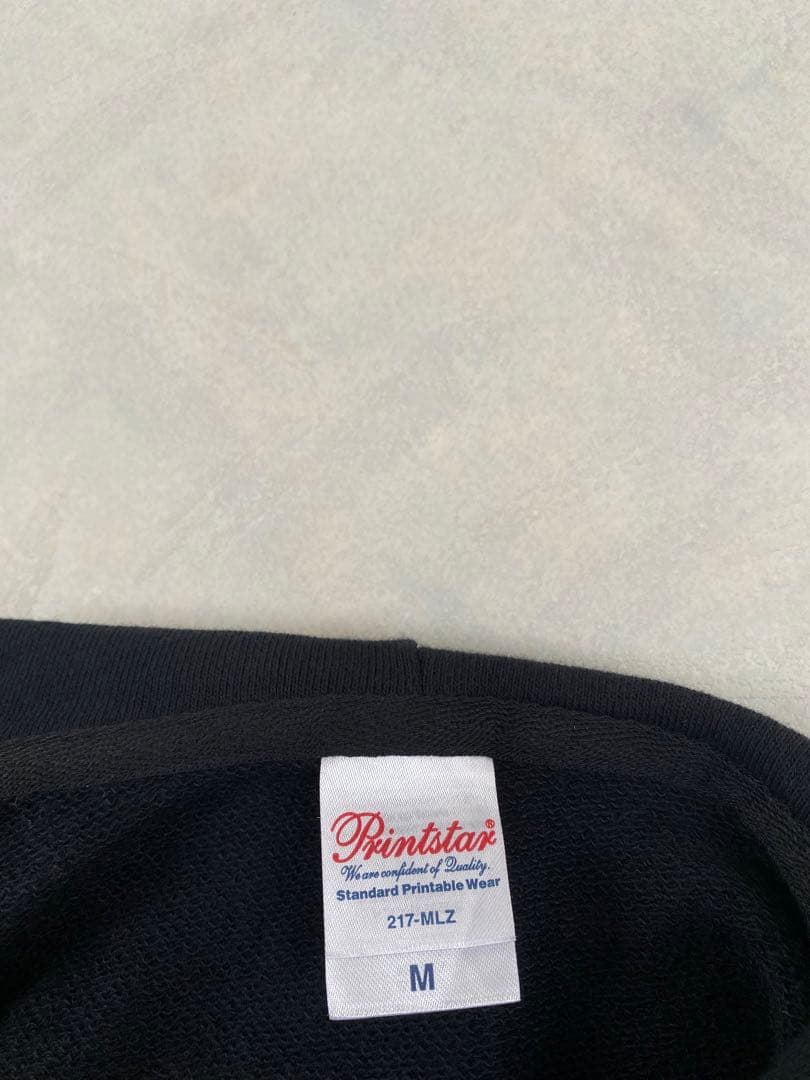 Printstar®
We are confident of Quality.
Standard Printable Wear
217-MLZ
M